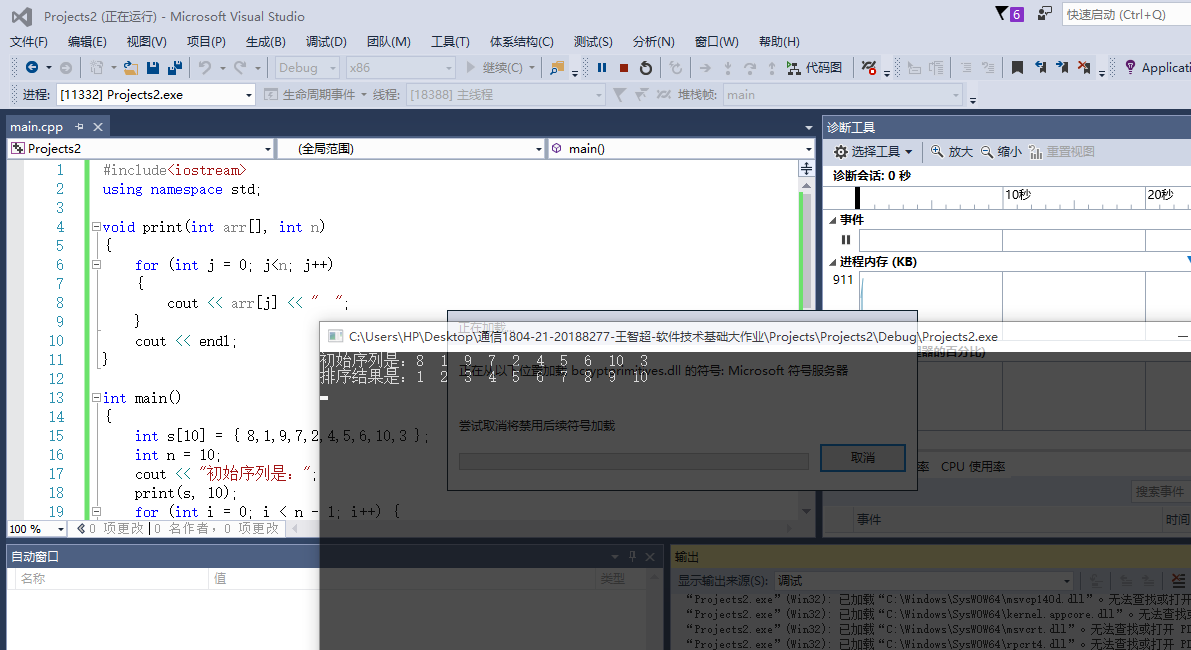 Projects2 (正在运行) - Microsoft Visual Studio
6
快速启动 (Ctrl+Q)
文件(F) 编辑(E) 视图(V) 项目(P) 生成(B) 调试(D) 团队(M) 工具(T) 体系结构(C) 测试(S) 分析(N) 窗口(W) 帮助(H)
Debug x86 继续(C) 代码图 Applicati
进程: [11332] Projects2.exe 生命周期事件 线程: [18388] 主线程 堆栈帧: main
main.cpp
Projects2 (全局范围) main()
1 #include<iostream>
2 using namespace std;
3
4 void print(int arr[], int n)
5 {
6 for (int j = 0; j<n; j++)
7 {
8 cout << arr[j] << "  ";
9 }
10 cout << endl;
11 }
12
13 int main()
14 {
15 int s[10] = { 8,1,9,7,2,4,5,6,10,3 };
16 int n = 10;
17 cout << "初始序列是：";
18 print(s, 10);
19 for (int i = 0; i < n - 1; i++) {
100 % 0 项更改 | 0 名作者，0 项更改
诊断工具
选择工具 放大 缩小 重置视图
诊断会话: 0 秒
10秒 20秒
事件
进程内存 (KB)
911
理器的百分比)
率 CPU 使用率
搜索事件
事件 时间
正在加载
C:\Users\HP\Desktop\通信1804-21-20188277-王智超-软件技术基础大作业\Projects\Projects2\Debug\Projects2.exe
初始序列是：8 1 9 7 2 4 5 6 10 3
排序结果是：1 2 3 4 5 6 7 8 9 10
正在从以下位置加载 bcryptprimitives.dll 的符号: Microsoft 符号服务器
尝试取消将禁用后续符号加载
取消
自动窗口
名称 值 类型
输出
显示输出来源(S): 调试
“Projects2.exe”(Win32): 已加载“C:\Windows\SysWOW64\msvcp140d.dll”。无法查找或打开
“Projects2.exe”(Win32): 已加载“C:\Windows\SysWOW64\kernel.appcore.dll”。无法查找或
“Projects2.exe”(Win32): 已加载“C:\Windows\SysWOW64\msvcrt.dll”。无法查找或打开 PD
“Projects2.exe”(Win32): 已加载“C:\Windows\SysWOW64\rpcrt4.dll”。无法查找或打开 PD